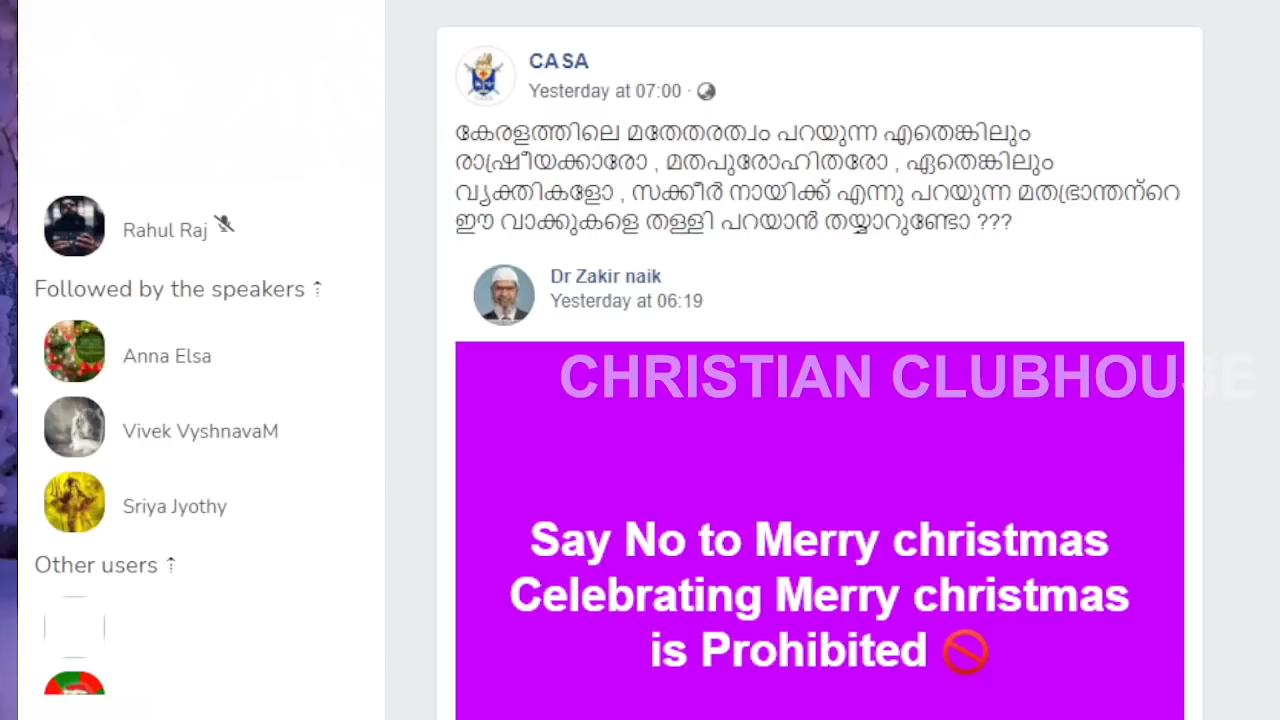 Rahul Raj
Followed by the speakers
Anna Elsa
Vivek VyshnavaM
Sriya Jyothy
Other users
CASA
Yesterday at 07:00 ·
കേരളത്തിലെ മതേതരത്വം പറയുന്ന എതെങ്കിലും
രാഷ്ട്രീയക്കാരോ , മതപുരോഹിതരോ , ഏതെങ്കിലും
വ്യക്തികളോ , സക്കീർ നായിക്ക് എന്നു പറയുന്ന മതഭ്രാന്തന്റെ
ഈ വാക്കുകളെ തള്ളി പറയാൻ തയ്യാറുണ്ടോ ???
Dr Zakir naik
Yesterday at 06:19
CHRISTIAN CLUBHOUSE
Say No to Merry christmas
Celebrating Merry christmas
is Prohibited 🚫